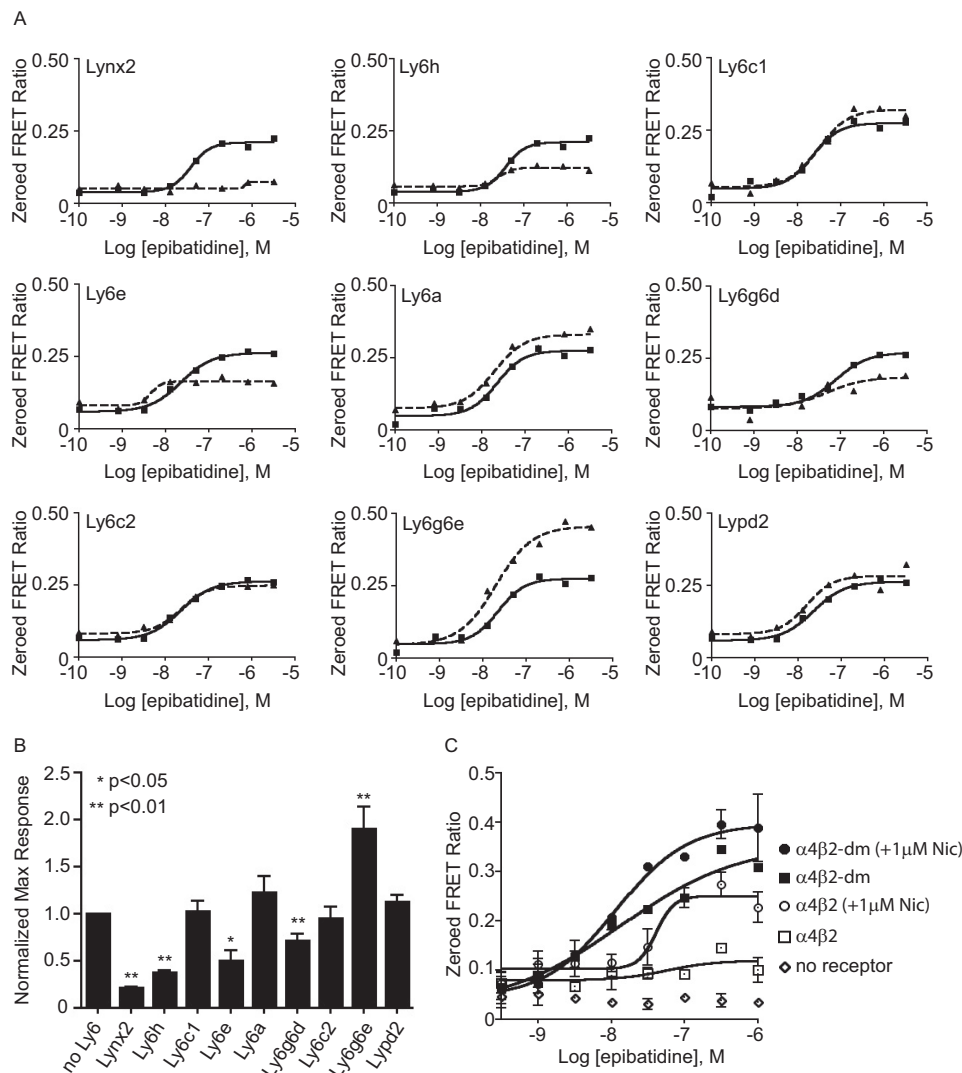 A
Lynx2
Zeroed FRET Ratio
0.50
0.25
0
-10 -9 -8 -7 -6 -5
Log [epibatidine], M
Ly6h
Zeroed FRET Ratio
0.50
0.25
0
-10 -9 -8 -7 -6 -5
Log [epibatidine], M
Ly6c1
Zeroed FRET Ratio
0.50
0.25
0
-10 -9 -8 -7 -6 -5
Log [epibatidine], M
Ly6e
Zeroed FRET Ratio
0.50
0.25
0
-10 -9 -8 -7 -6 -5
Log [epibatidine], M
Ly6a
Zeroed FRET Ratio
0.50
0.25
0
-10 -9 -8 -7 -6 -5
Log [epibatidine], M
Ly6g6d
Zeroed FRET Ratio
0.50
0.25
0
-10 -9 -8 -7 -6 -5
Log [epibatidine], M
Ly6c2
Zeroed FRET Ratio
0.50
0.25
0
-10 -9 -8 -7 -6 -5
Log [epibatidine], M
Ly6g6e
Zeroed FRET Ratio
0.50
0.25
0
-10 -9 -8 -7 -6 -5
Log [epibatidine], M
Lypd2
Zeroed FRET Ratio
0.50
0.25
0
-10 -9 -8 -7 -6 -5
Log [epibatidine], M
B
Normalized Max Response
2.5
2.0
1.5
1.0
0.5
0
* p<0.05
** p<0.01
**
**
*
**
**
no Ly6
Lynx2
Ly6h
Ly6c1
Ly6e
Ly6a
Ly6g6d
Ly6c2
Ly6g6e
Lypd2
C
Zeroed FRET Ratio
0.5
0.4
0.3
0.2
0.1
0
-9 -8 -7 -6
Log [epibatidine], M
α4β2-dm (+1μM Nic)
α4β2-dm
α4β2 (+1μM Nic)
α4β2
no receptor